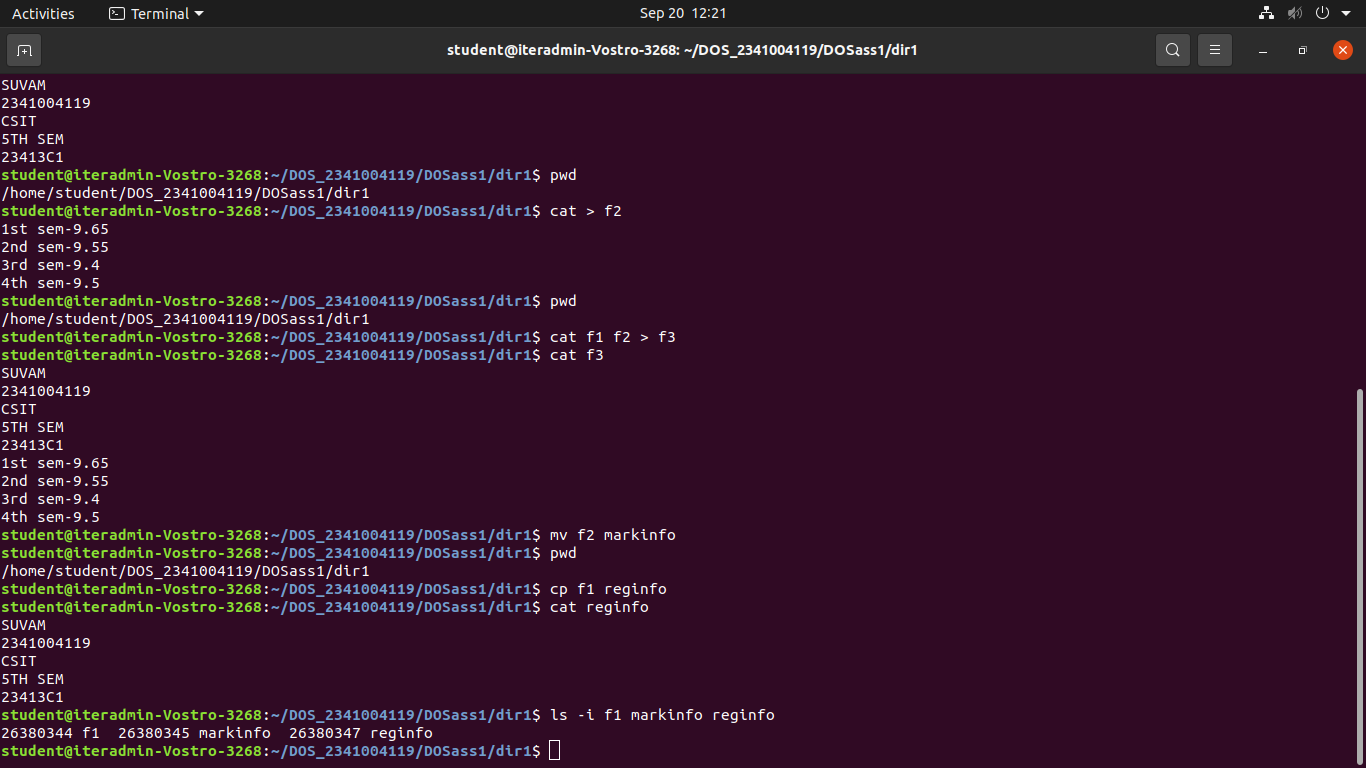 Activities Terminal Sep 20 12:21
student@iteradmin-Vostro-3268: ~/DOS_2341004119/DOSass1/dir1
SUVAM
2341004119
CSIT
5TH SEM
23413C1
student@iteradmin-Vostro-3268:~/DOS_2341004119/DOSass1/dir1$ pwd
/home/student/DOS_2341004119/DOSass1/dir1
student@iteradmin-Vostro-3268:~/DOS_2341004119/DOSass1/dir1$ cat > f2
1st sem-9.65
2nd sem-9.55
3rd sem-9.4
4th sem-9.5
student@iteradmin-Vostro-3268:~/DOS_2341004119/DOSass1/dir1$ pwd
/home/student/DOS_2341004119/DOSass1/dir1
student@iteradmin-Vostro-3268:~/DOS_2341004119/DOSass1/dir1$ cat f1 f2 > f3
student@iteradmin-Vostro-3268:~/DOS_2341004119/DOSass1/dir1$ cat f3
SUVAM
2341004119
CSIT
5TH SEM
23413C1
1st sem-9.65
2nd sem-9.55
3rd sem-9.4
4th sem-9.5
student@iteradmin-Vostro-3268:~/DOS_2341004119/DOSass1/dir1$ mv f2 markinfo
student@iteradmin-Vostro-3268:~/DOS_2341004119/DOSass1/dir1$ pwd
/home/student/DOS_2341004119/DOSass1/dir1
student@iteradmin-Vostro-3268:~/DOS_2341004119/DOSass1/dir1$ cp f1 reginfo
student@iteradmin-Vostro-3268:~/DOS_2341004119/DOSass1/dir1$ cat reginfo
SUVAM
2341004119
CSIT
5TH SEM
23413C1
student@iteradmin-Vostro-3268:~/DOS_2341004119/DOSass1/dir1$ ls -i f1 markinfo reginfo
26380344 f1  26380345 markinfo  26380347 reginfo
student@iteradmin-Vostro-3268:~/DOS_2341004119/DOSass1/dir1$